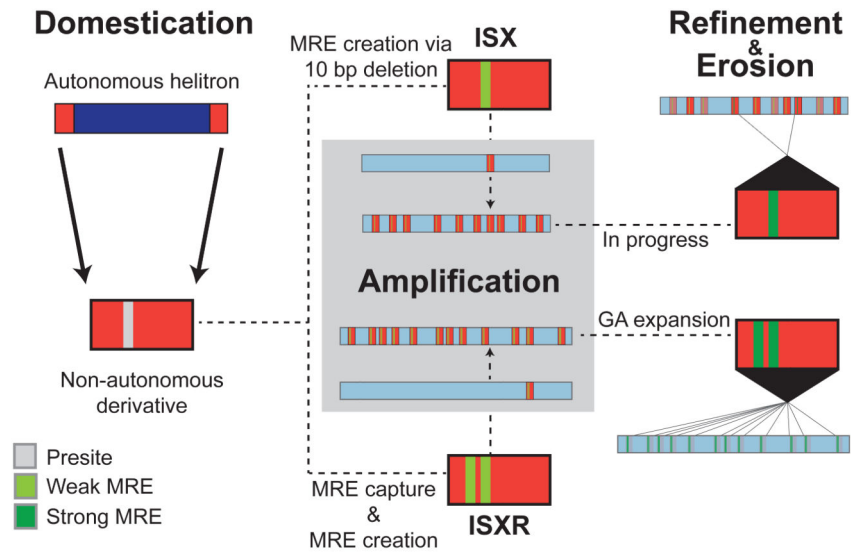 Domestication
Autonomous helitron
Non-autonomous
derivative
Presite
Weak MRE
Strong MRE
MRE creation via
10 bp deletion
ISX
Amplification
MRE capture
&
MRE creation
ISXR
In progress
GA expansion
Refinement
&
Erosion